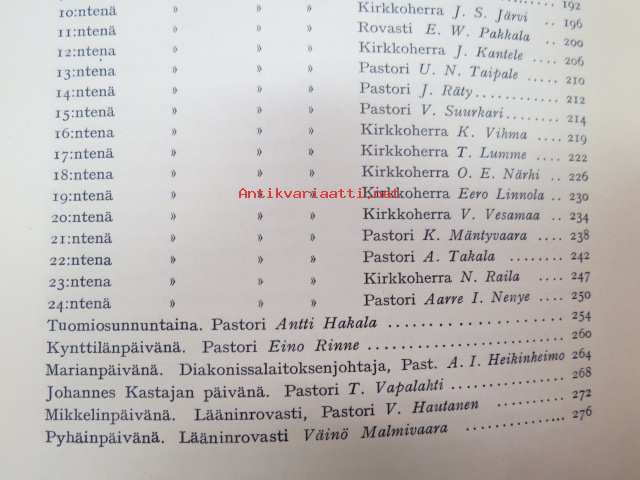 10:ntenä » » » Kirkkoherra J. S. Järvi .. 192
11:ntenä » » » Rovasti E. W. Pakkala .. 196
12:ntenä » » » Kirkkoherra J. Kantele .. 200
13:ntenä » » » Pastori U. N. Taipale .. 206
14:ntenä » » » Pastori J. Räty ............ 210
15:ntenä » » » Pastori V. Suurkari ....... 212
16:ntena » » » Kirkkoherra K. Vihma .... 214
17:ntenä » » » Kirkkoherra T. Lumme ... 219
18:ntena » » » Kirkkoherra O. E. Närhi .. 222
19:ntenä » » » Kirkkoherra Eero Linnola .. 226
20:ntenä » » » Kirkkoherra V. Vesamaa .. 230
21:ntenä » » » Pastori K. Mäntyvaara .... 234
22:ntena » » » Pastori A. Takala ........ 238
23:ntenä » » » Kirkkoherra N. Raila .... 242
24:ntenä » » » Pastori Aarre I. Nenye .... 247
Tuomiosunnuntaina. Pastori Antti Hakala .................. 250
Kynttilänpäivänä. Pastori Eino Rinne .................... 254
260
Marianpäivänä. Diakonissalaitoksenjohtaja, Past. A. I. Heikinheimo 264
Johannes Kastajan päivänä. Pastori T. Vapalahti ............ 268
Mikkelinpäivänä. Lääninrovasti, Pastori V. Hautanen ........ 272
Pyhäinpäivänä. Lääninrovasti Väinö Malmivaara .............. 276
Antikvariaatti.net